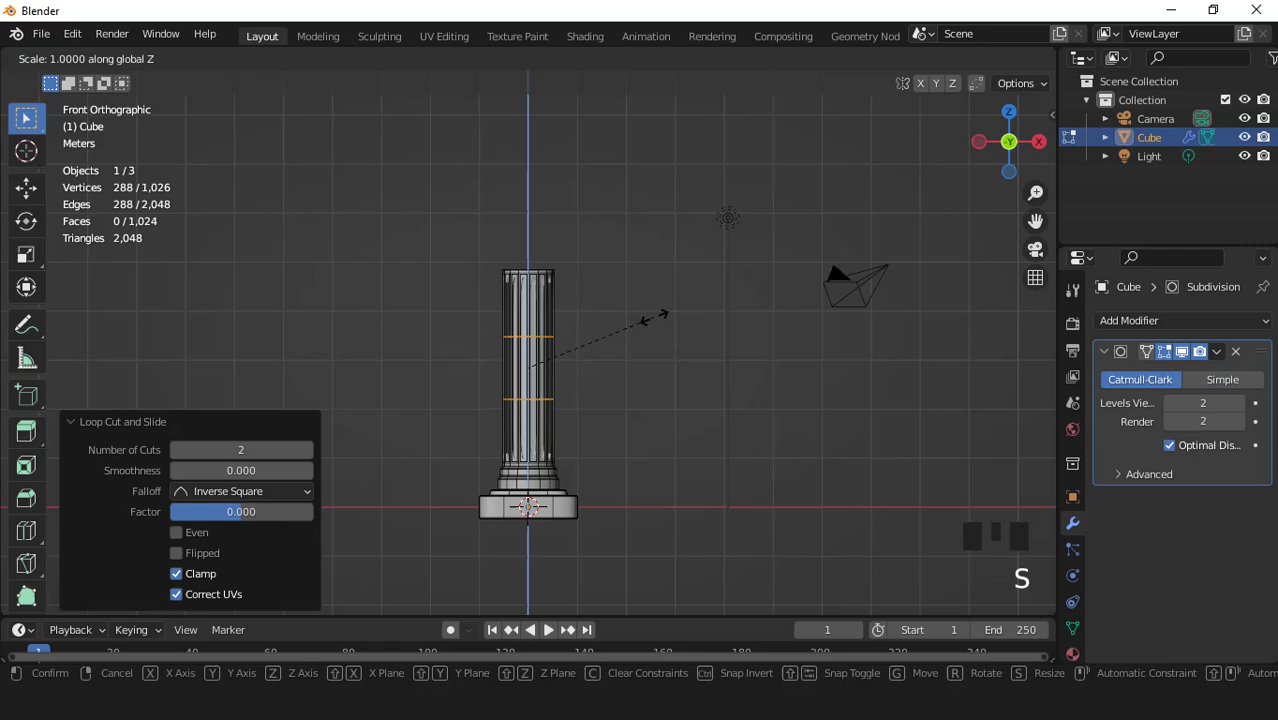 Blender
File Edit Render Window Help Layout Modeling Sculpting UV Editing Texture Paint Shading Animation Rendering Compositing Geometry Nod Scene ViewLayer
Scale: 1.0000 along global Z
Options
X Y Z
Front Orthographic
(1) Cube
Meters
Objects 1 / 3
Vertices 288 / 1,026
Edges 288 / 2,048
Faces 0 / 1,024
Triangles 2,048
Z
-Y X
Scene Collection
Collection
Camera
Cube
Light
Cube Subdivision
Add Modifier
Catmull-Clark Simple
Levels Vie... 2
Render 2
Optimal Dis...
Advanced
Loop Cut and Slide
Number of Cuts 2
Smoothness 0.000
Falloff Inverse Square
Factor 0.000
Even
Flipped
Clamp
Correct UVs
S
Playback Keying View Marker 1 Start 1 End 250
Confirm Cancel X X Axis Y Y Axis Z Z Axis X X Plane Y Y Plane Z Z Plane C Clear Constraints Ctrl Snap Invert Snap Toggle G Move R Rotate S Resize Automatic Constraint Autom